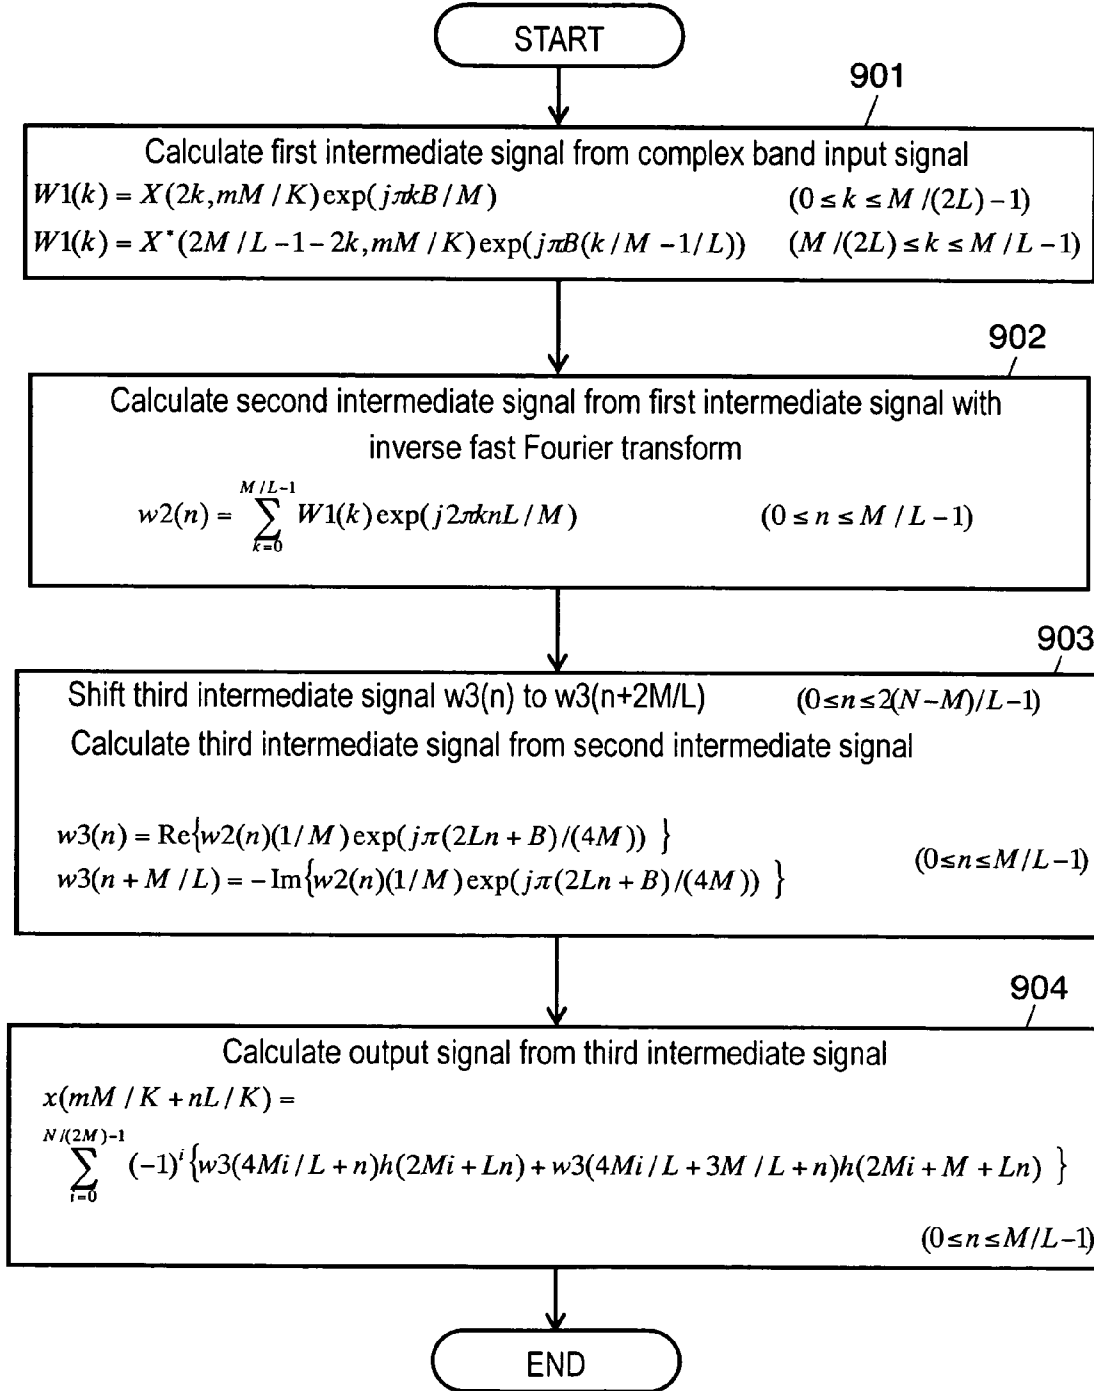 START
901
Calculate first intermediate signal from complex band input signal
W1(k) = X(2k,mM/K)exp(jπkB/M) (0≤k≤M/(2L)−1)
W1(k) = X*(2M/L−1−2k,mM/K)exp(jπB(k/M−1/L)) (M/(2L)≤k≤M/L−1)
902
Calculate second intermediate signal from first intermediate signal with
inverse fast Fourier transform
w2(n) = ∑_{k=0}^{M/L−1} W1(k)exp(j2πknL/M) (0≤n≤M/L−1)
903
Shift third intermediate signal w3(n) to w3(n+2M/L) (0≤n≤2(N−M)/L−1)
Calculate third intermediate signal from second intermediate signal
w3(n) = Re{w2(n)(1/M)exp(jπ(2Ln+B)/(4M)) }
w3(n+M/L) = −Im{w2(n)(1/M)exp(jπ(2Ln+B)/(4M)) } (0≤n≤M/L−1)
904
Calculate output signal from third intermediate signal
x(mM/K+nL/K) =
∑_{i=0}^{N/(2M)−1} (−1)^i {w3(4Mi/L+n)h(2Mi+Ln)+w3(4Mi/L+3M/L+n)h(2Mi+M+Ln) }
(0≤n≤M/L−1)
END